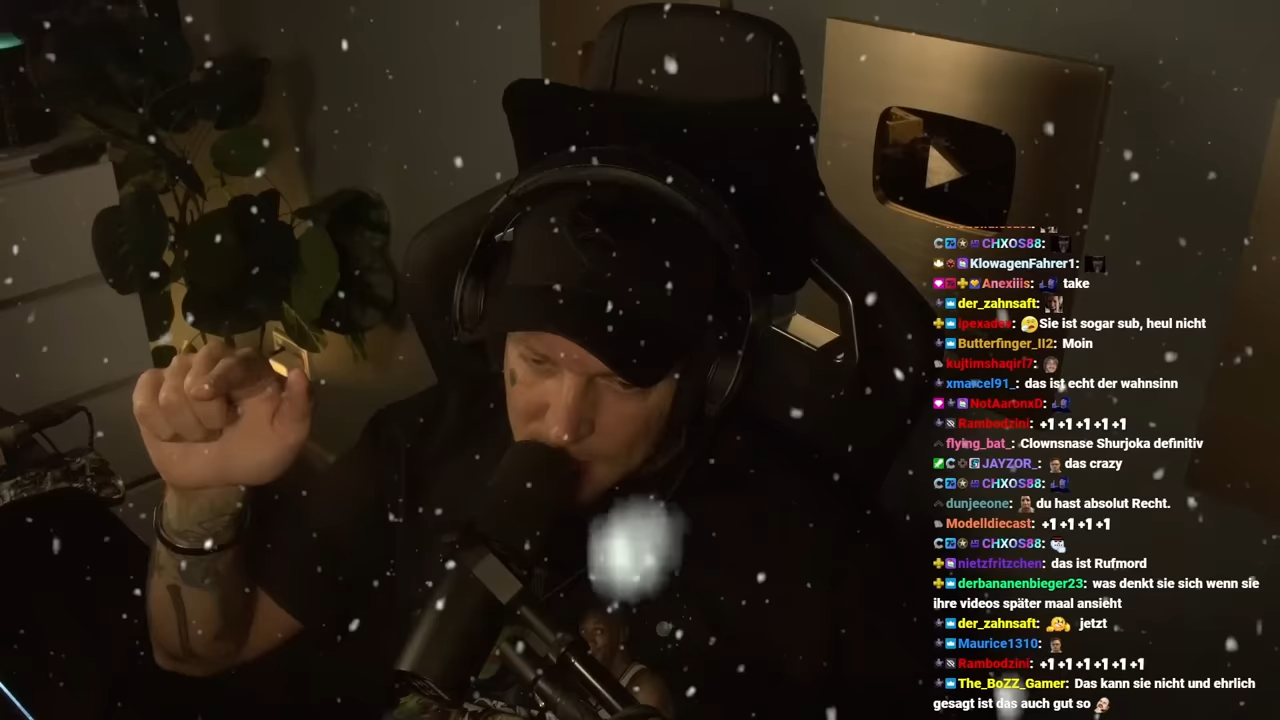 CHXOS88:
KlowagenFahrer1:
Anexiiis: take
der_zahnsaft:
ipexader: Sie ist sogar sub, heul nicht
Butterfinger_II2: Moin
kujtimshaqiri7:
xmarcel91_: das ist echt der wahnsinn
NotAaronxD:
Rambodzini: +1 +1 +1 +1 +1
flying_bat_: Clownsnase Shurjoka definitiv
JAYZOR_: das crazy
CHXOS88:
dunjeeone: du hast absolut Recht.
Modelldiecast: +1 +1 +1 +1
CHXOS88:
nietzfritzchen: das ist Rufmord
derbananenbieger23: was denkt sie sich wenn sie
ihre videos später maal ansieht
der_zahnsaft: jetzt
Maurice1310:
Rambodzini: +1 +1 +1 +1 +1 +1
The_BoZZ_Gamer: Das kann sie nicht und ehrlich
gesagt ist das auch gut so